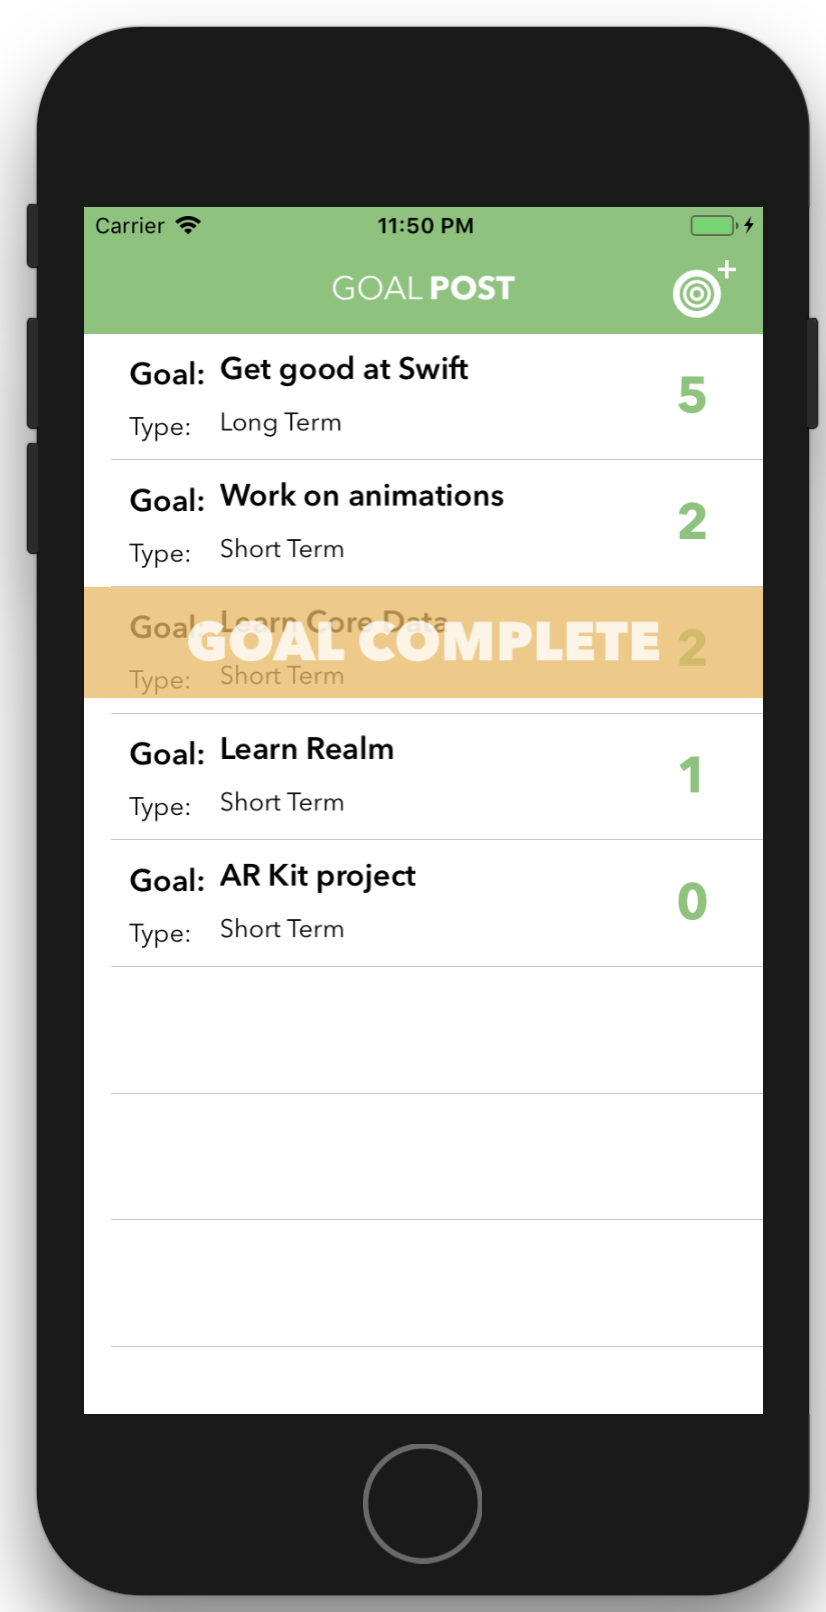 Carrier 11:50 PM
GOAL POST
Goal: Get good at Swift 5
Type: Long Term
Goal: Work on animations 2
Type: Short Term
Goal: Learn Core Data 2
GOAL COMPLETE
Type: Short Term
Goal: Learn Realm 1
Type: Short Term
Goal: AR Kit project 0
Type: Short Term